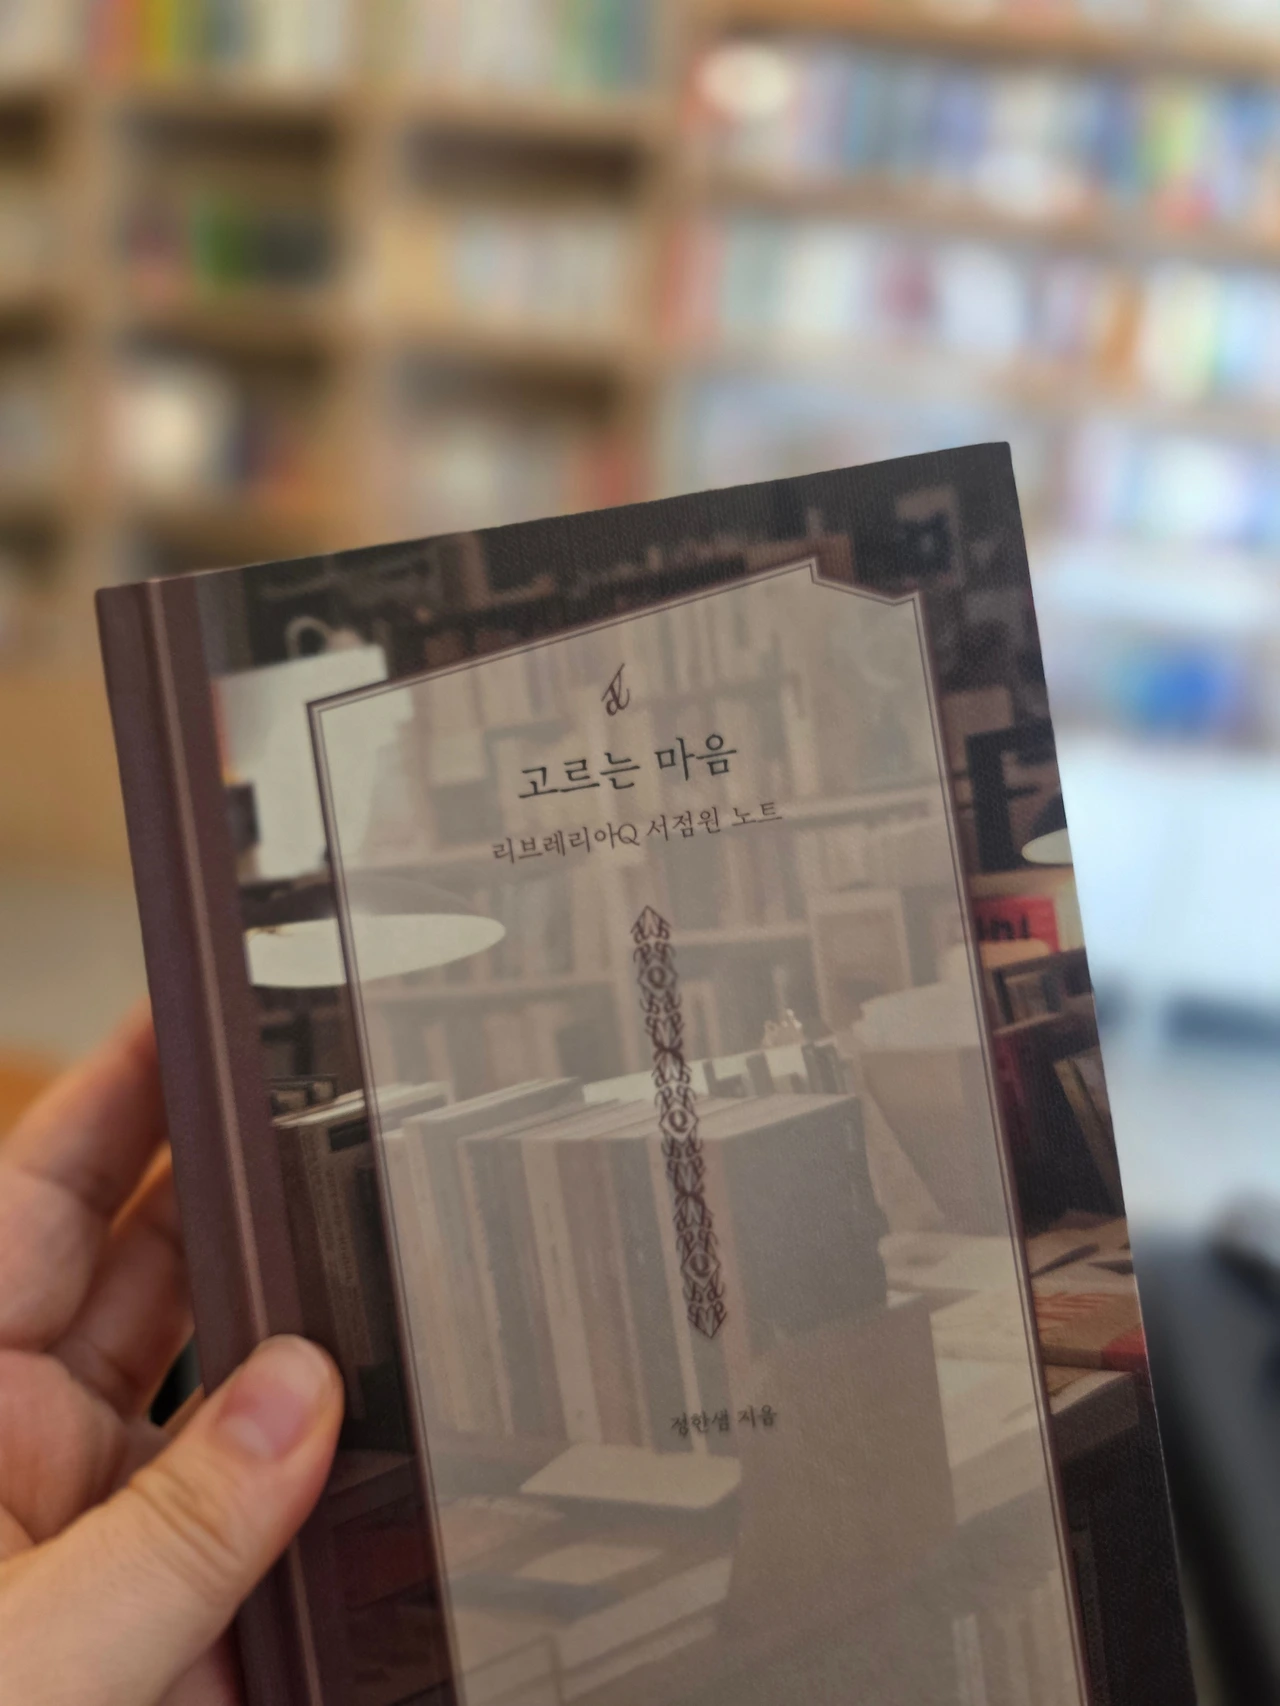 고르는 마음
리브레리아Q 서점원 노트
정한샘 지음